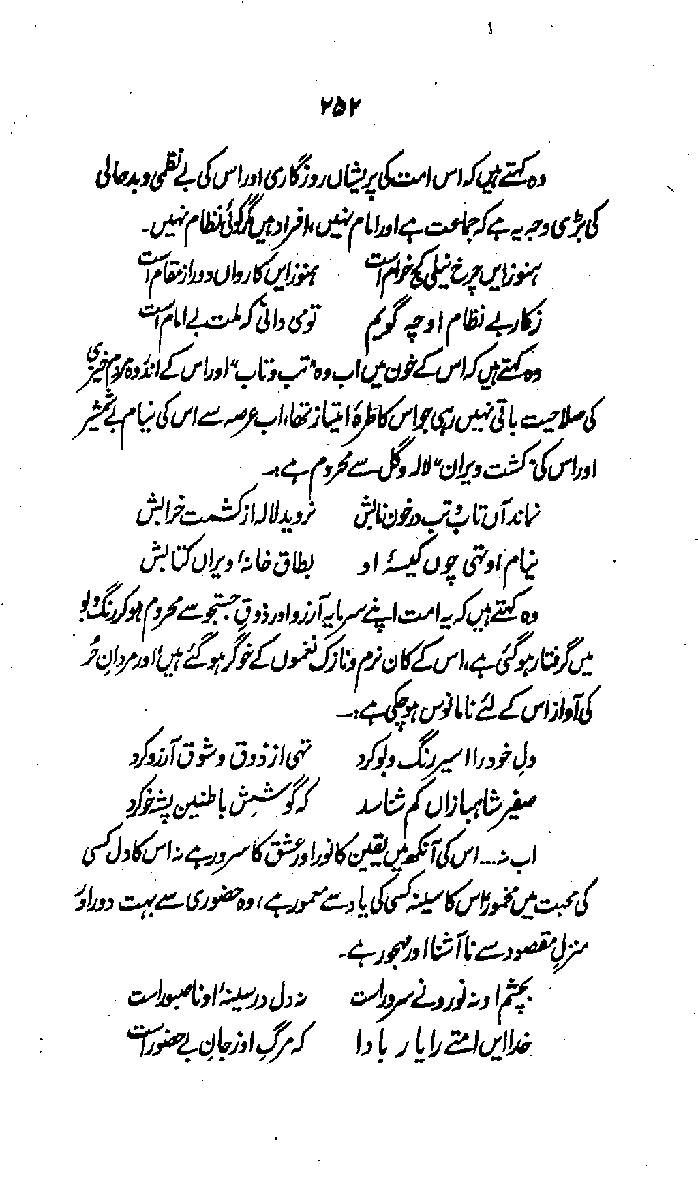 ۲۵۲
وہ کہتے ہیں کہ اس امت کی پریشاں روزگاری اور اس کی بے نظمی و بدحالی
کی بڑی وجہ یہ ہے کہ جماعت ہے اور امام نہیں، افراد ہیں مگر کوئی نظام نہیں۔
ہنوز ایں چرخ نیلی کج خرام است ہنوز ایں کارواں دور از مقام است
زکار بے نظام او چہ گویم تو می دانی کہ ملت بے امام است
وہ کہتے ہیں کہ اس کے خون میں اب وہ "تب و تاب" اور اس کے اندر وہ مردم خیزی
کی صلاحیت باقی نہیں رہی جو اس کا طرۂ امتیاز تھا، اب عرصہ سے اس کی نیام بے شمشیر
اور اس کی "کشت ویران" لالہ و گل سے محروم ہے:۔
نماند آں تاب و تب در خون نابش نروید لالہ از کشت خرابش
نیام او تہی چوں کیسۂ او بطاق خانۂ ویراں کتابش
وہ کہتے ہیں کہ یہ امت اپنے سرمایہ آرزو اور ذوق جستجو سے محروم ہو کر رنگ و بو
میں گرفتار ہو گئی ہے، اس کے کان نرم و نازک نغموں کے خوگر ہو گئے ہیں اور مردانِ حُر
کی آواز اس کے لئے نامانوس ہو چکی ہے:۔
دلِ خود را اسیر رنگ و بو کرد تہی از ذوق و شوق آرزو کرد
صفیر شاہبازاں کم شناسد کہ گوشش با طنین پشہ خو کرد
اب نہ ـــ اس کی آنکھ میں یقین کا نور اور عشق کا سرور ہے، نہ اس کا دل کسی
کی محبت میں مخمور، اس کا سینہ کسی کی یاد سے معمور ہے، وہ حضوری سے بہت دور اور
منزلِ مقصود سے ناآشنا اور مہجور ہے۔
بچشم او نہ نور و نے سرور است نہ دل در سینۂ او ناصبور است
خدا ایں امتے را یار بادا کہ مرگِ او ز جان بے حضور است